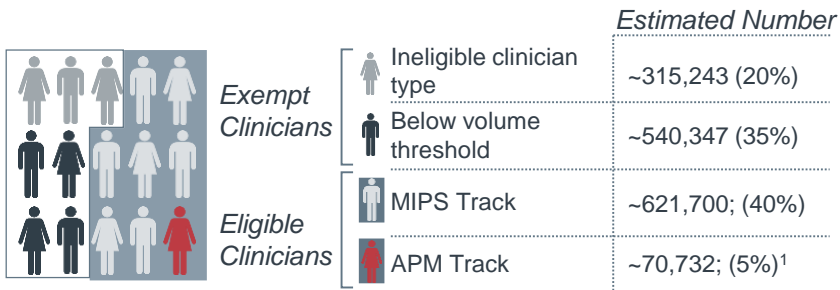 Estimated Number
Exempt
Clinicians
Ineligible clinician
type
~315,243 (20%)
Below volume
threshold
~540,347 (35%)
Eligible
Clinicians
MIPS Track
~621,700; (40%)
APM Track
~70,732; (5%)¹